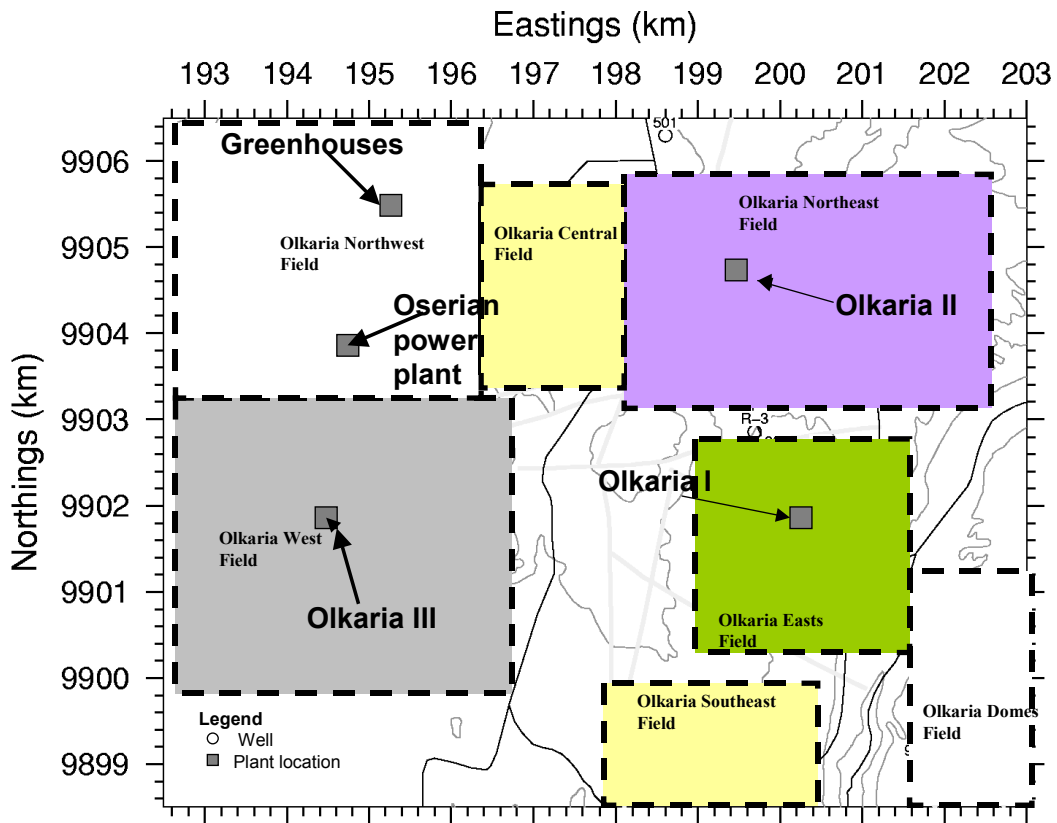 Eastings (km)
193 194 195 196 197 198 199 200 201 202 203
Northings (km)
9906
9905
9904
9903
9902
9901
9900
9899
501
Greenhouses
Olkaria Northwest
Field
Oserian
power
plant
Olkaria Central
Field
Olkaria Northeast
Field
Olkaria II
R-3
Olkaria I
Olkaria West
Field
Olkaria III
Olkaria Easts
Field
Olkaria Southeast
Field
Olkaria Domes
Field
Legend
Well
Plant location